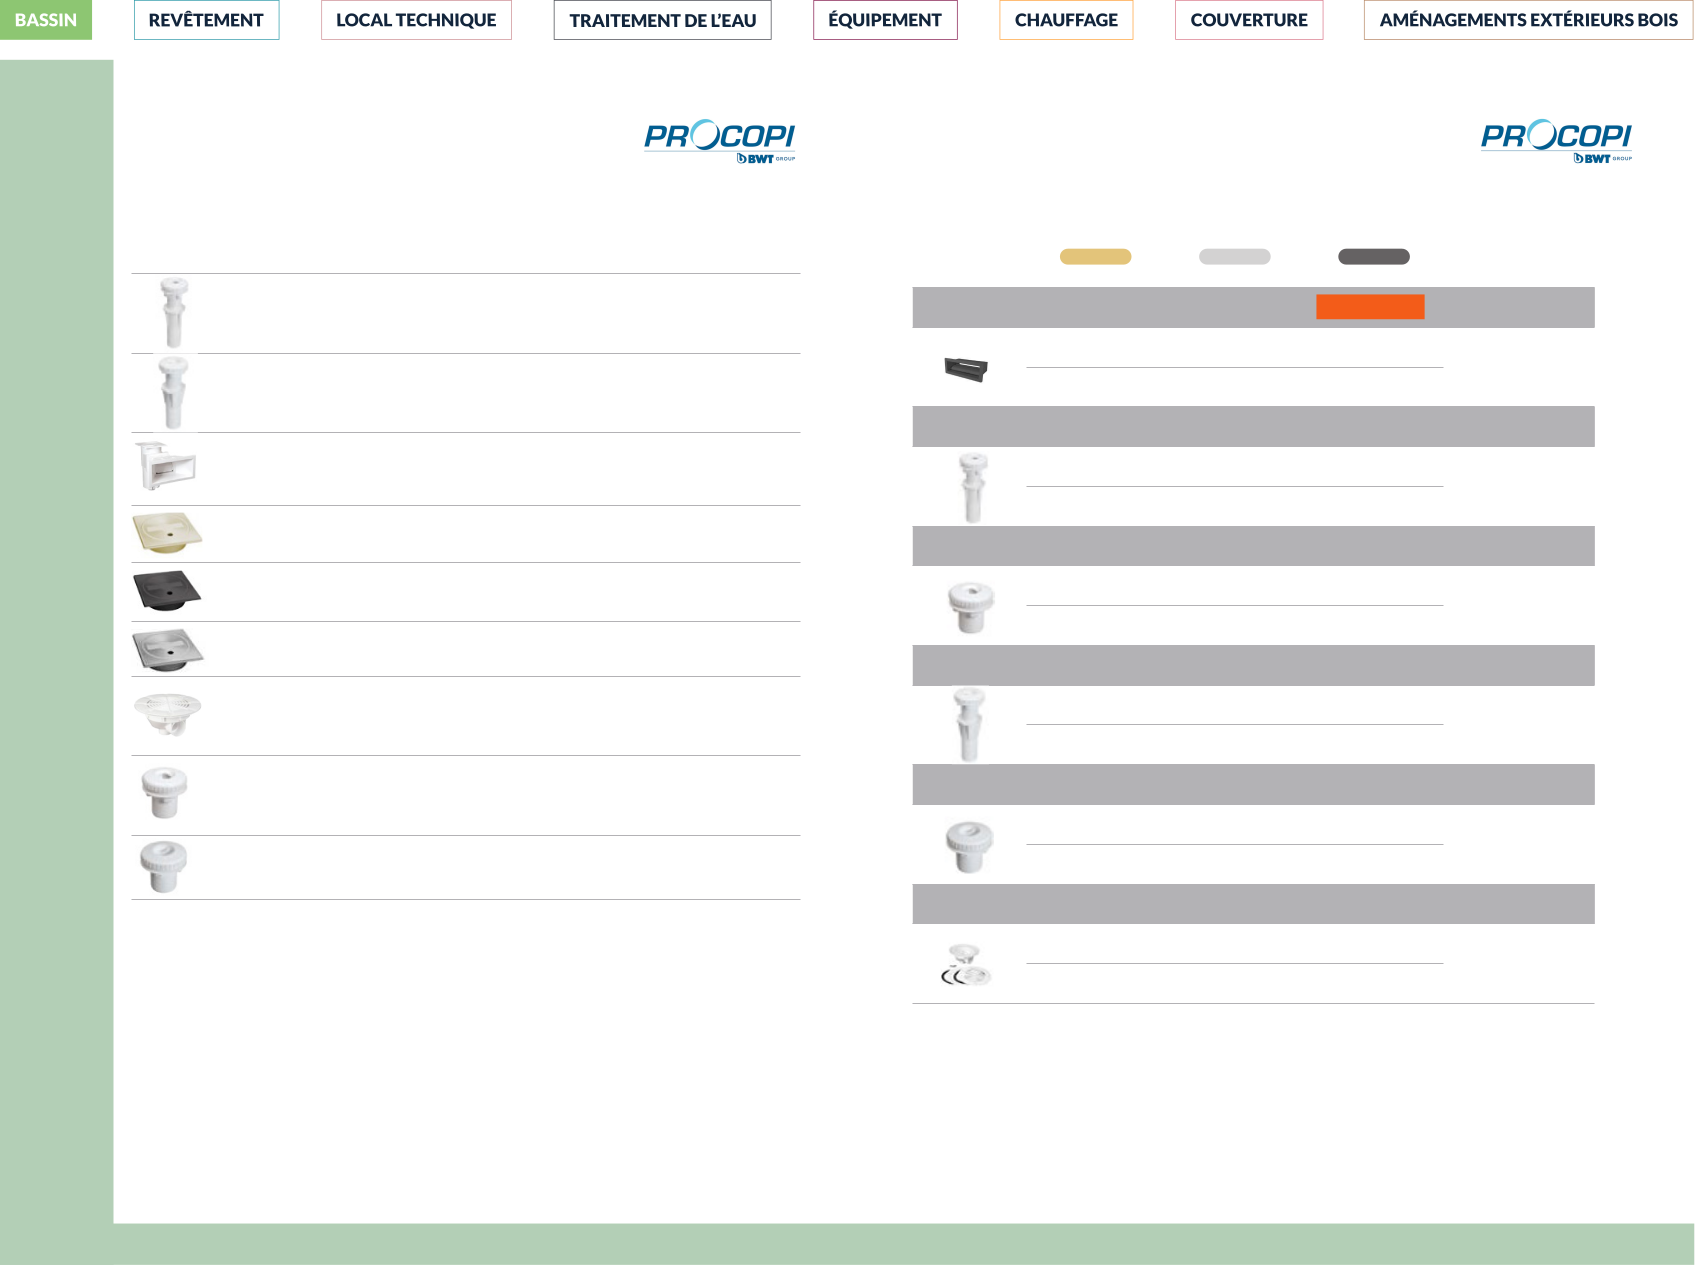 BASSIN
REVÊTEMENT
LOCAL TECHNIQUE
TRAITEMENT DE L'EAU
ÉQUIPEMENT
CHAUFFAGE
COUVERTURE
AMÉNAGEMENTS EXTÉRIEURS BOIS
PROCOPI
BWT GROUP
PROCOPI
BWT GROUP